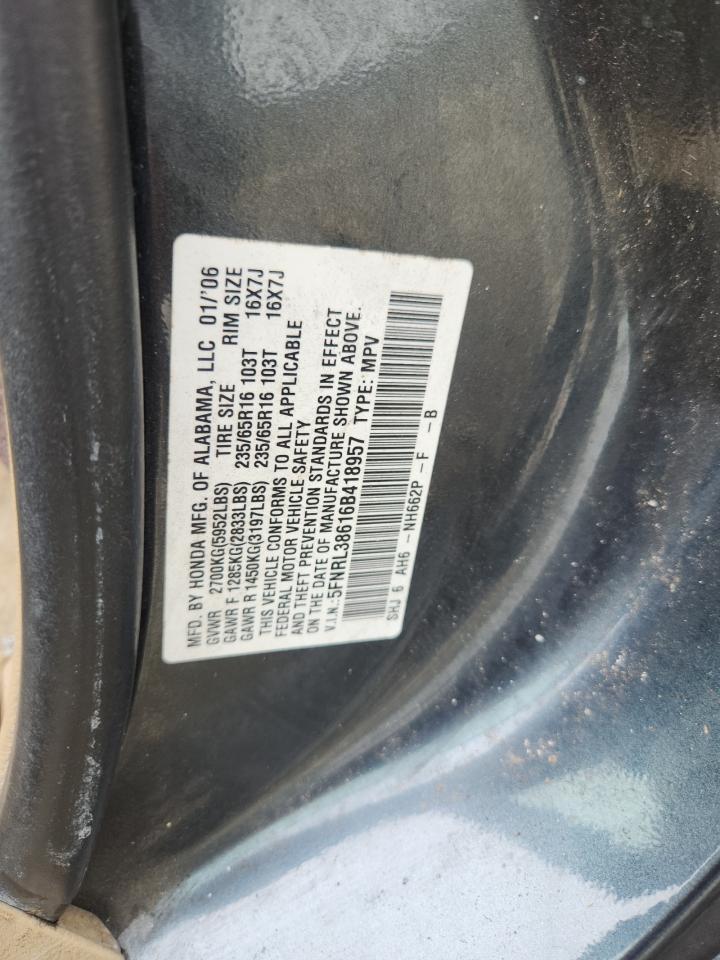 MFD. BY HONDA MFG. OF ALABAMA, LLC 01/'06
GVWR 2700KG(5952LBS) TIRE SIZE RIM SIZE
GAWR F 1285KG(2833LBS) 235/65R16 103T 16X7J
GAWR R 1450KG(3197LBS) 235/65R16 103T 16X7J
THIS VEHICLE CONFORMS TO ALL APPLICABLE
FEDERAL MOTOR VEHICLE SAFETY
AND THEFT PREVENTION STANDARDS IN EFFECT
ON THE DATE OF MANUFACTURE SHOWN ABOVE.
V.I.N.: 5FNRL38616B418957 TYPE: MPV
SHJ 6 AH6 - NH662P - F - B